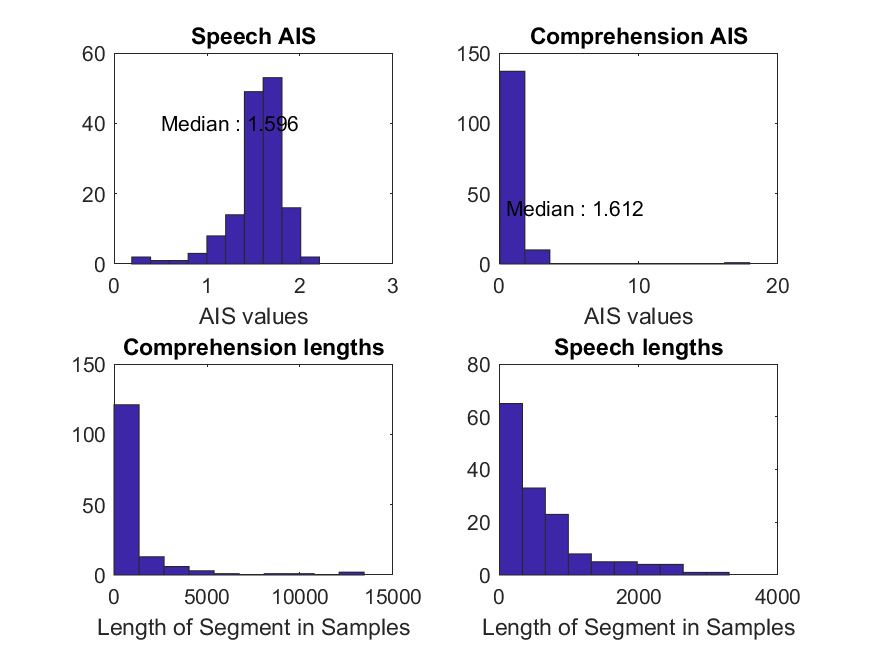 Speech AIS
60
40
20
0
Median : 1.596
0 1 2 3
AIS values
Comprehension AIS
150
100
50
0
Median : 1.612
0 10 20
AIS values
Comprehension lengths
150
100
50
0
0 5000 10000 15000
Length of Segment in Samples
Speech lengths
80
60
40
20
0
0 2000 4000
Length of Segment in Samples